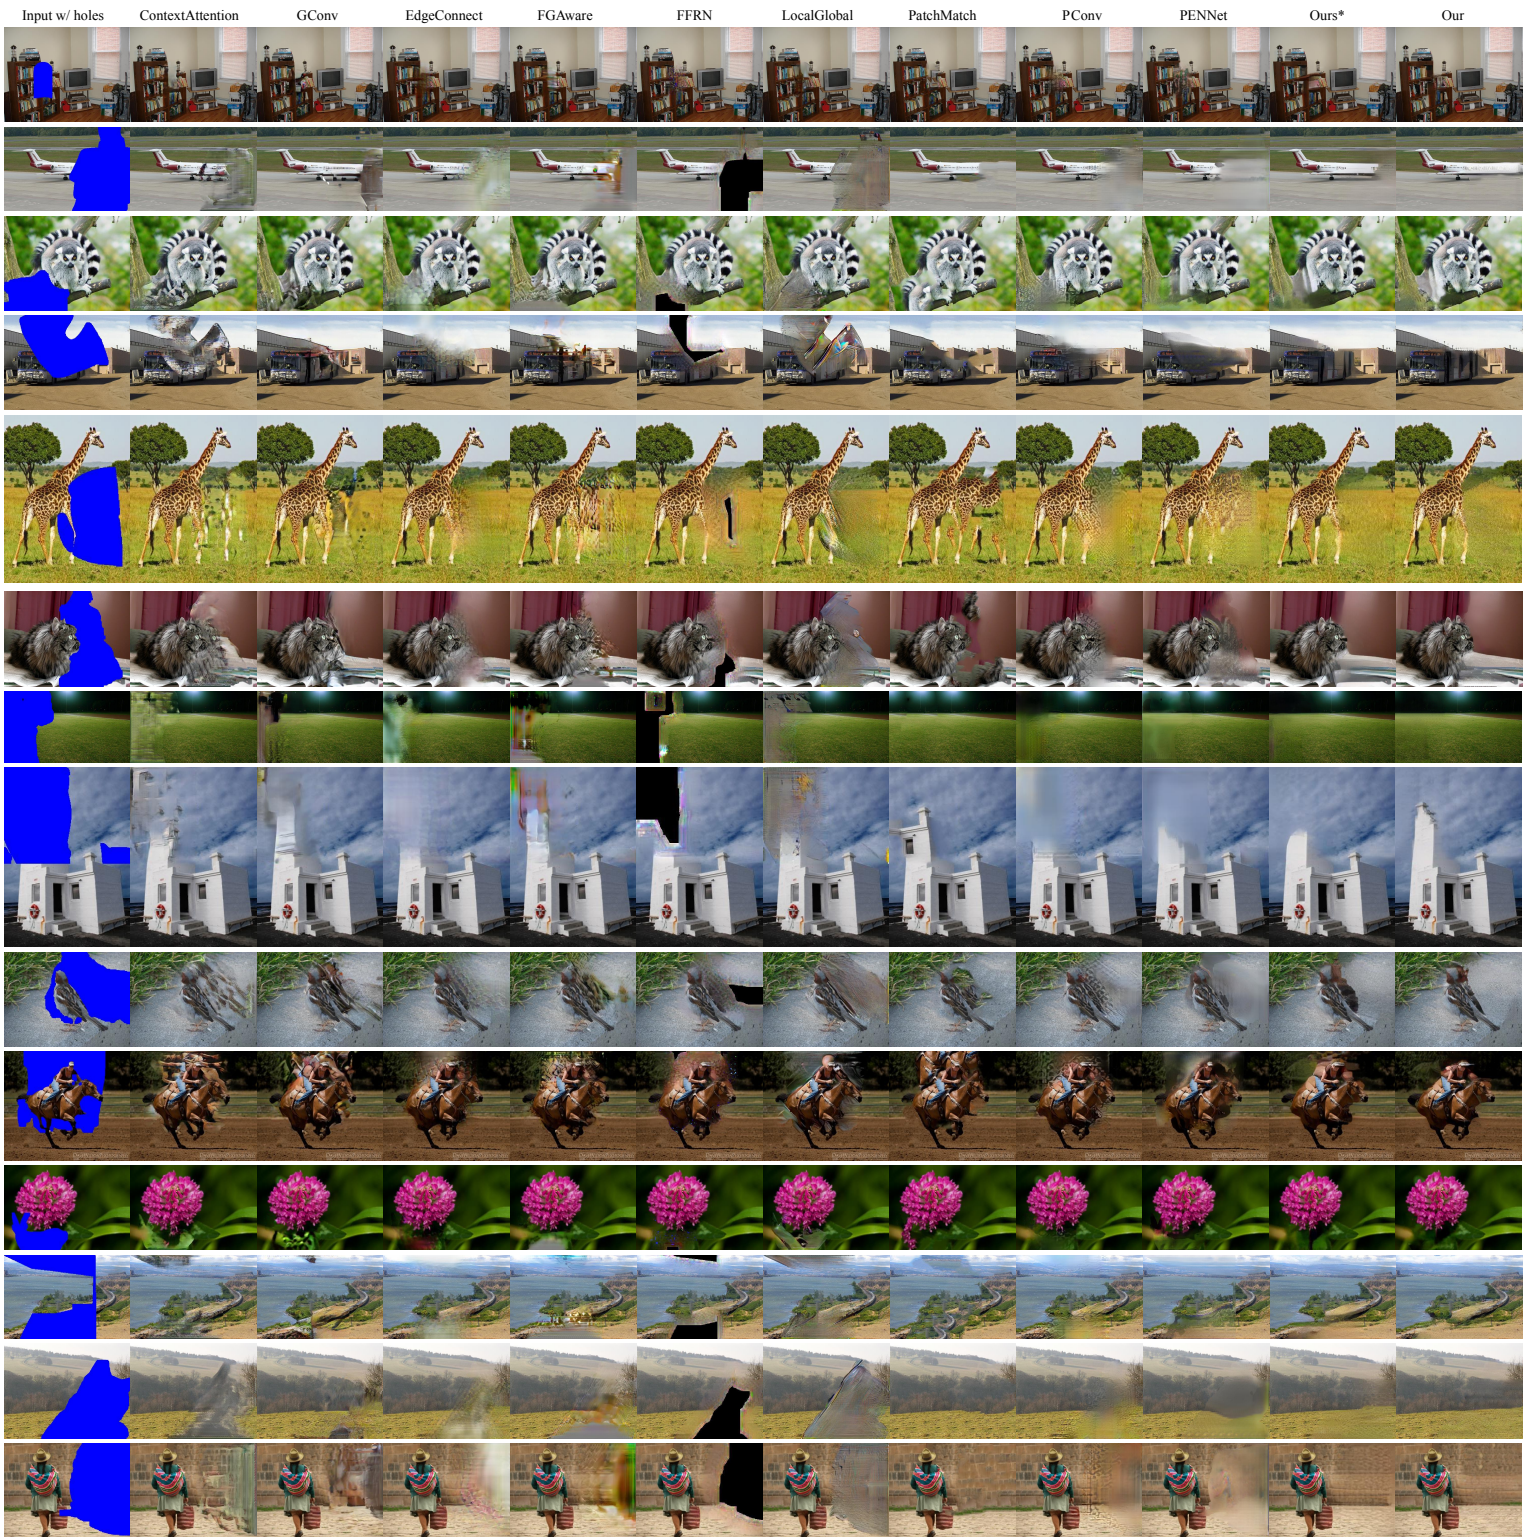 Input w/ holes ContextAttention GConv EdgeConnect FGAware FFRN LocalGlobal PatchMatch PConv PENNet Ours* Our